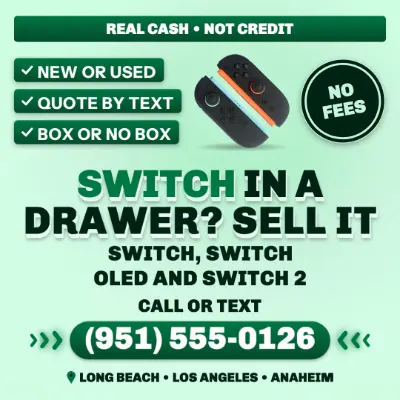 REAL CASH • NOT CREDIT
NEW OR USED
QUOTE BY TEXT
BOX OR NO BOX
NO
FEES
SWITCH IN A
DRAWER? SELL IT
SWITCH, SWITCH
OLED AND SWITCH 2
CALL OR TEXT
(951) 555-0126
LONG BEACH • LOS ANGELES • ANAHEIM